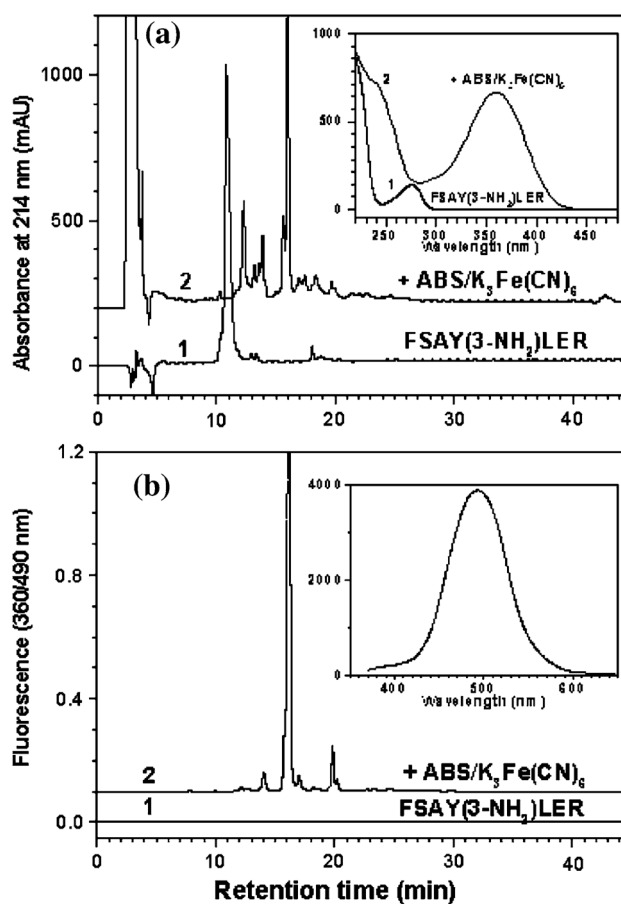 (a)
Absorbance at 214 nm (mAU)
1000
500
0
2
+ ABS/K3Fe(CN)6
1
FSAY(3-NH2)LER
0 10 20 30 40
1000
500
0
2
+ ABS/K3Fe(CN)6
1
FSAY(3-NH2)LER
250 300 350 400 450
Wavelength (nm)
(b)
Fluorescence (360/490 nm)
1.2
0.8
0.4
0.0
2
+ ABS/K3Fe(CN)6
1
FSAY(3-NH2)LER
4000
2000
0
400 500 600
Wavelength (nm)
0 10 20 30 40
Retention time (min)